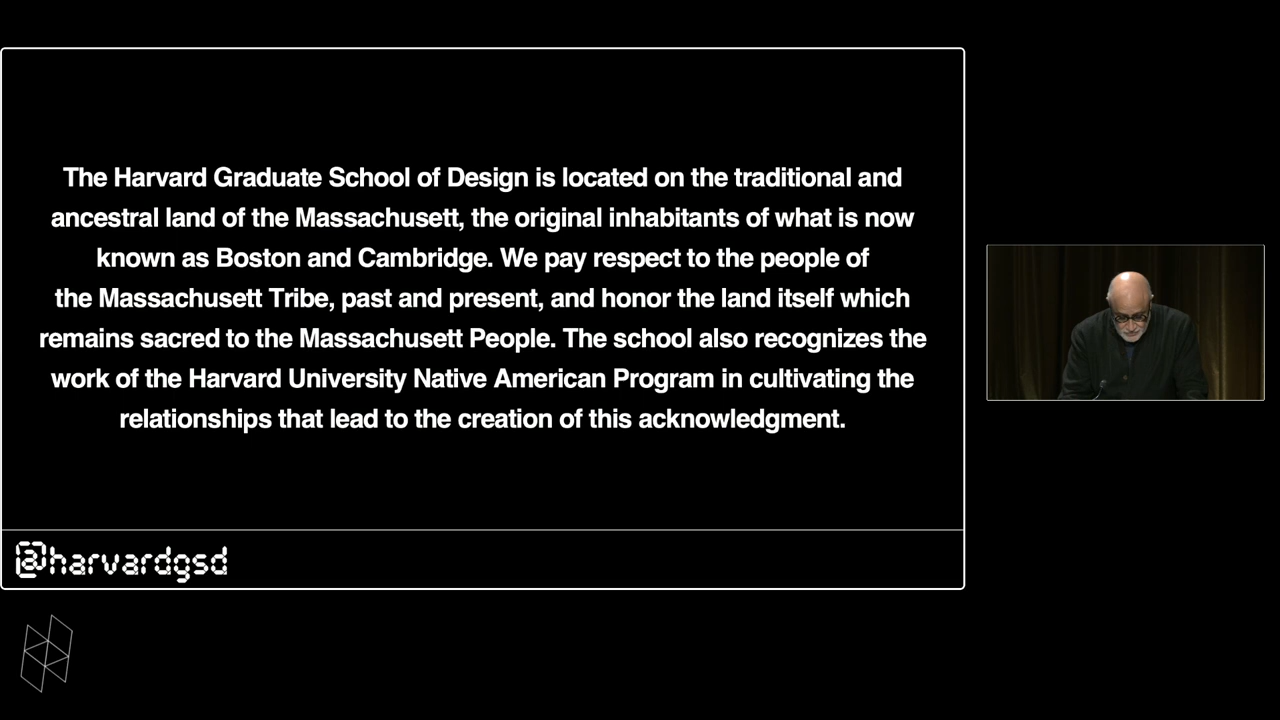 The Harvard Graduate School of Design is located on the traditional and
ancestral land of the Massachusett, the original inhabitants of what is now
known as Boston and Cambridge. We pay respect to the people of
the Massachusett Tribe, past and present, and honor the land itself which
remains sacred to the Massachusett People. The school also recognizes the
work of the Harvard University Native American Program in cultivating the
relationships that lead to the creation of this acknowledgment.
@harvardgsd